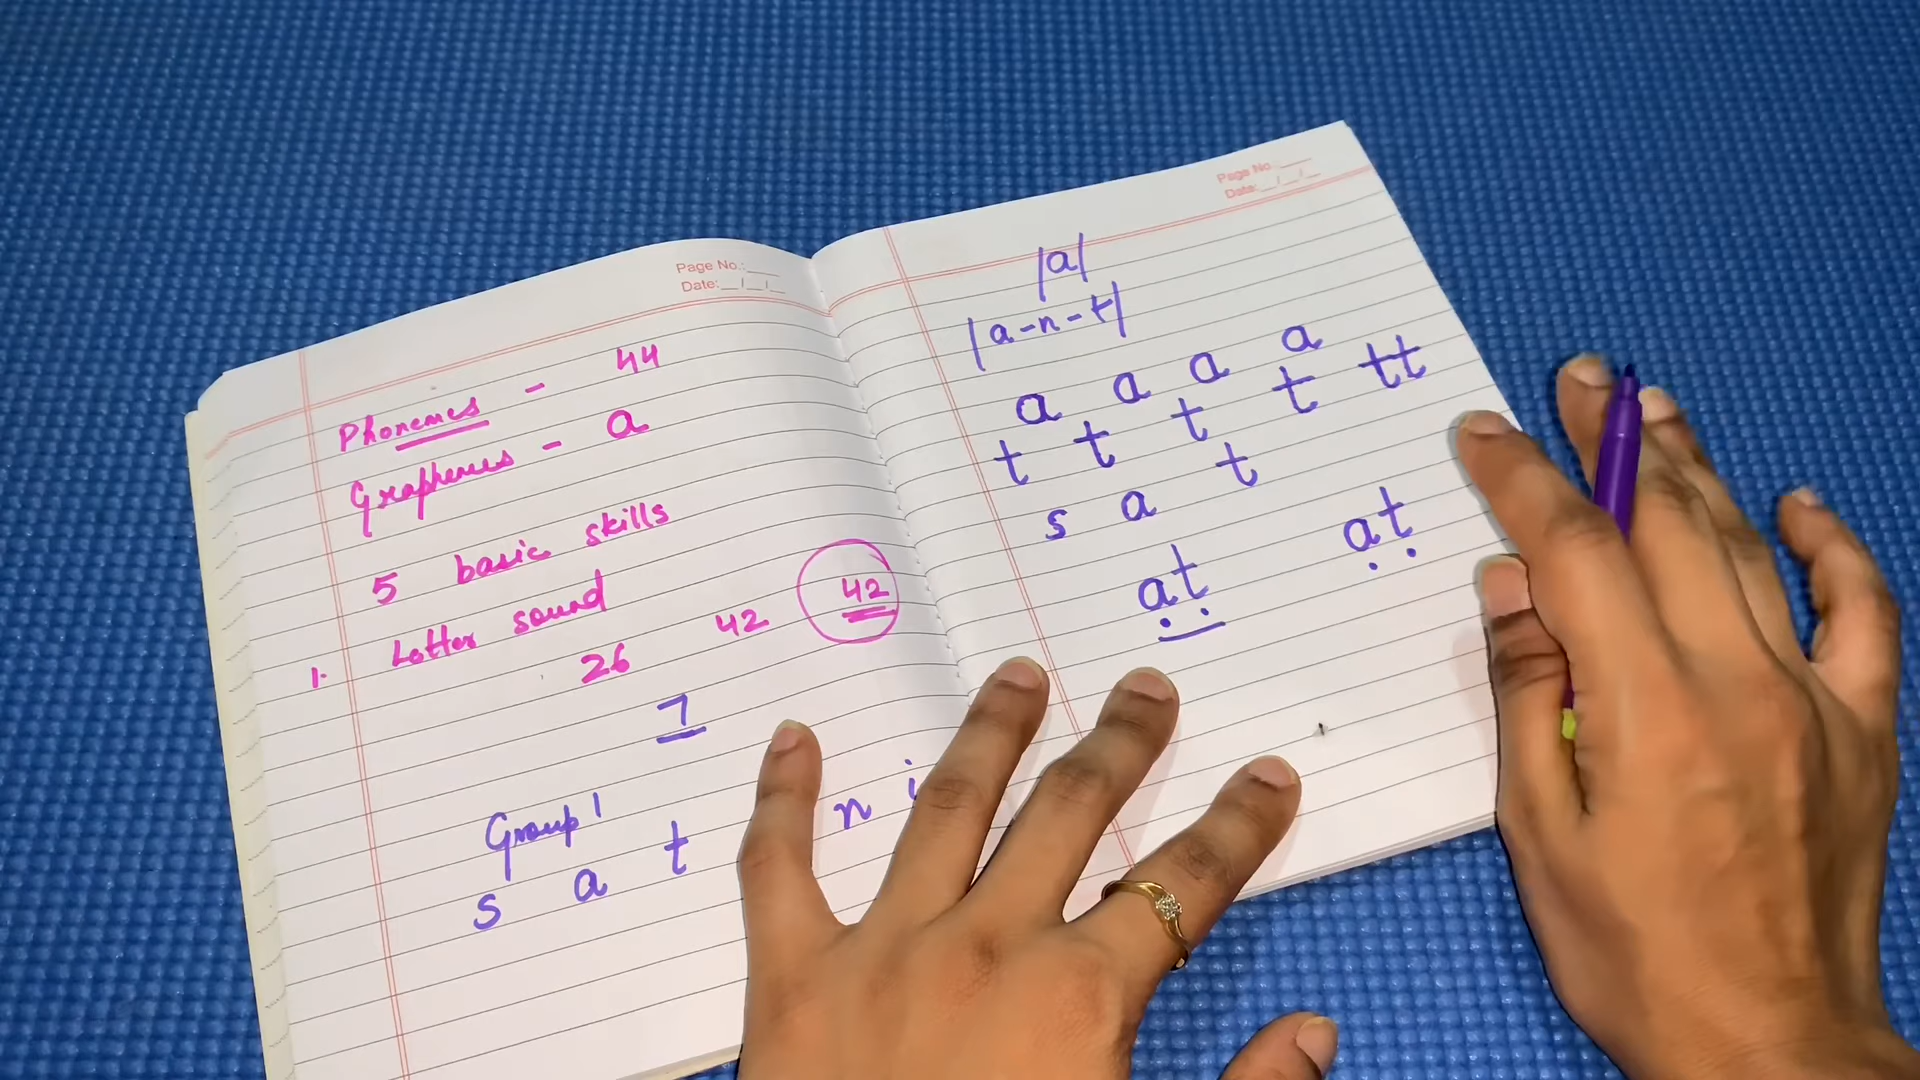 Page No.:
Date: _/_/_
Phonemes - 44
Graphemes - a
5 basic skills
1. Letter sound
26 42 42
7
Group 1
s a t n i
Page No.
Date: _/_/_
|a|
|a-n-t|
a a a a
t t t t tt
s a t
at at